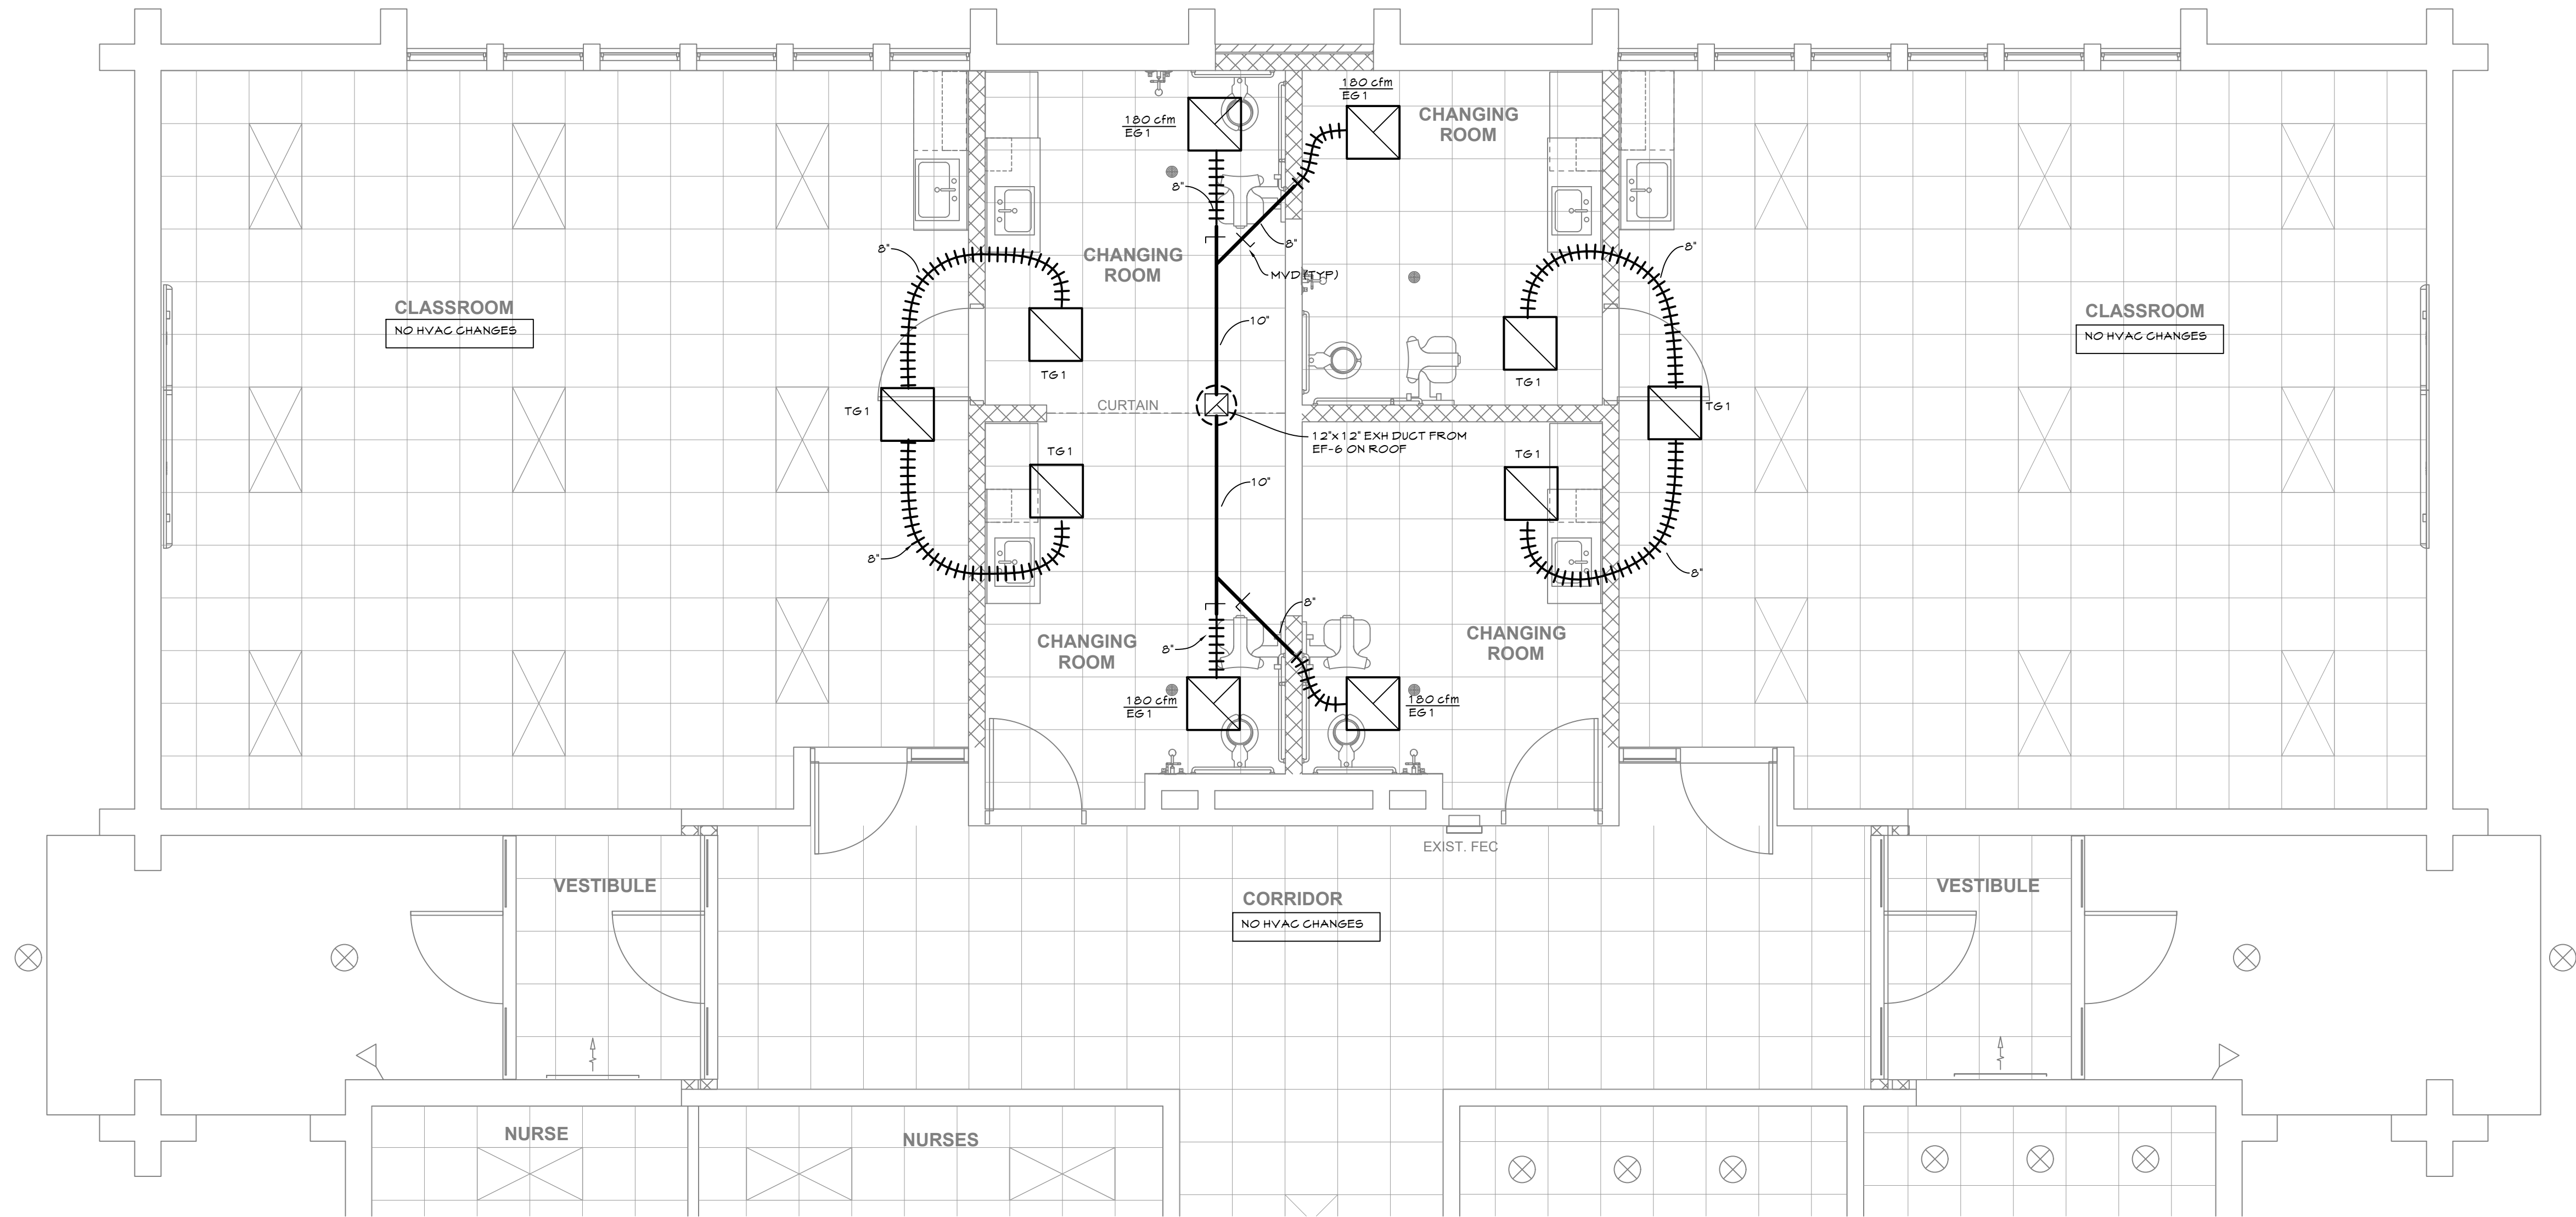 180 cfm
EG1
CHANGING
ROOM
180 cfm
EG1
8"
8"
8"
CHANGING
ROOM
8"
MVD (TYP)
CLASSROOM
NO HVAC CHANGES
CLASSROOM
NO HVAC CHANGES
10"
TG1
TG1
TG1
CURTAIN
TG1
12"x12" EXH DUCT FROM
EF-6 ON ROOF
TG1
TG1
10"
8"
8"
8"
8"
CHANGING
ROOM
CHANGING
ROOM
180 cfm
EG1
180 cfm
EG1
EXIST. FEC
VESTIBULE
VESTIBULE
CORRIDOR
NO HVAC CHANGES
NURSE
NURSES